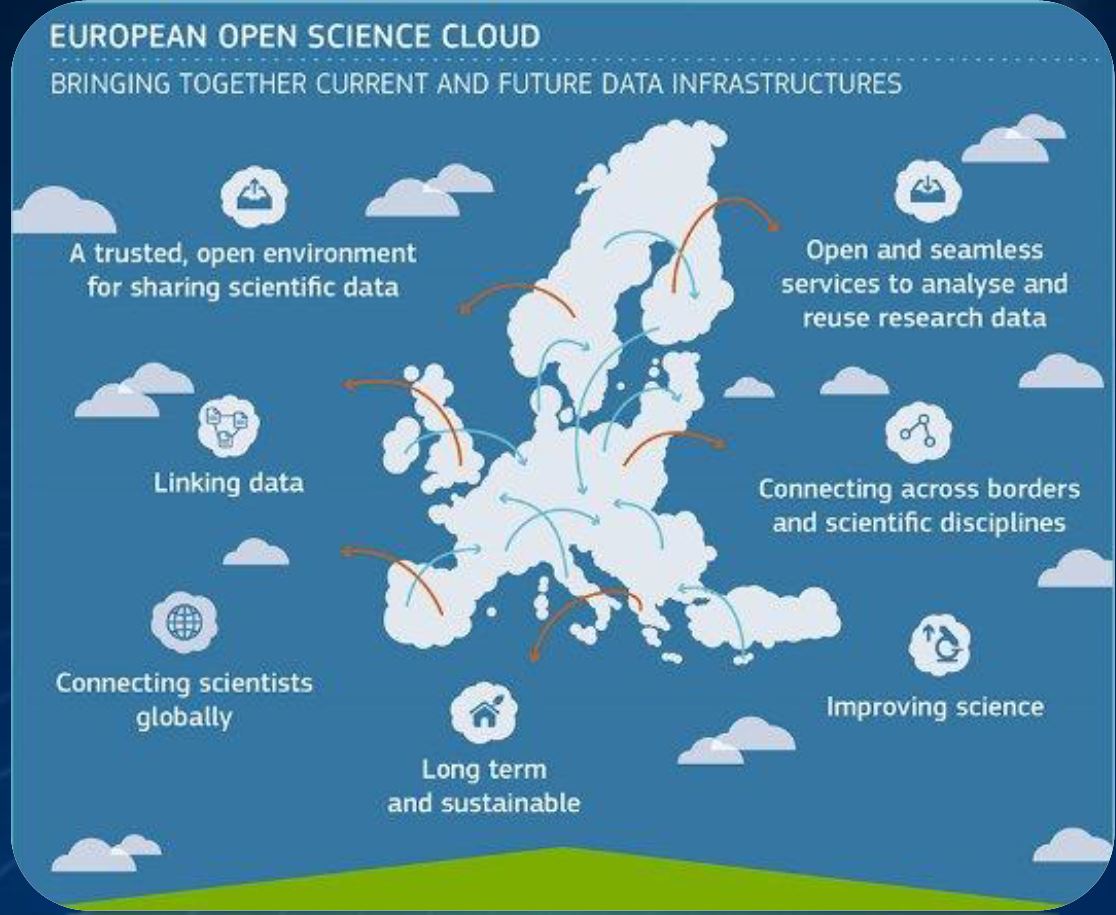 EUROPEAN OPEN SCIENCE CLOUD
BRINGING TOGETHER CURRENT AND FUTURE DATA INFRASTRUCTURES
A trusted, open environment
for sharing scientific data
Open and seamless
services to analyse and
reuse research data
Linking data
Connecting across borders
and scientific disciplines
Connecting scientists
globally
Improving science
Long term
and sustainable